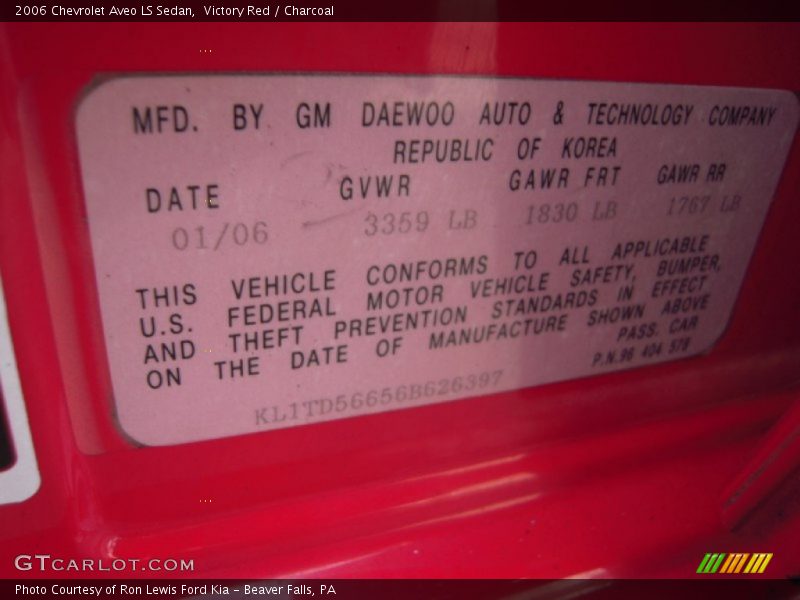 2006 Chevrolet Aveo LS Sedan,  Victory Red / Charcoal
MFD. BY GM DAEWOO AUTO & TECHNOLOGY COMPANY
REPUBLIC OF KOREA
DATE GVWR GAWR FRT GAWR RR
01/06 3359 LB 1830 LB 1767 LB
THIS VEHICLE CONFORMS TO ALL APPLICABLE
U.S. FEDERAL MOTOR VEHICLE SAFETY, BUMPER,
AND THEFT PREVENTION STANDARDS IN EFFECT
ON THE DATE OF MANUFACTURE SHOWN ABOVE
PASS. CAR
P.N.96 404 578
KL1TD56656B626397
GTCARLOT.COM
Photo Courtesy of Ron Lewis Ford Kia - Beaver Falls, PA